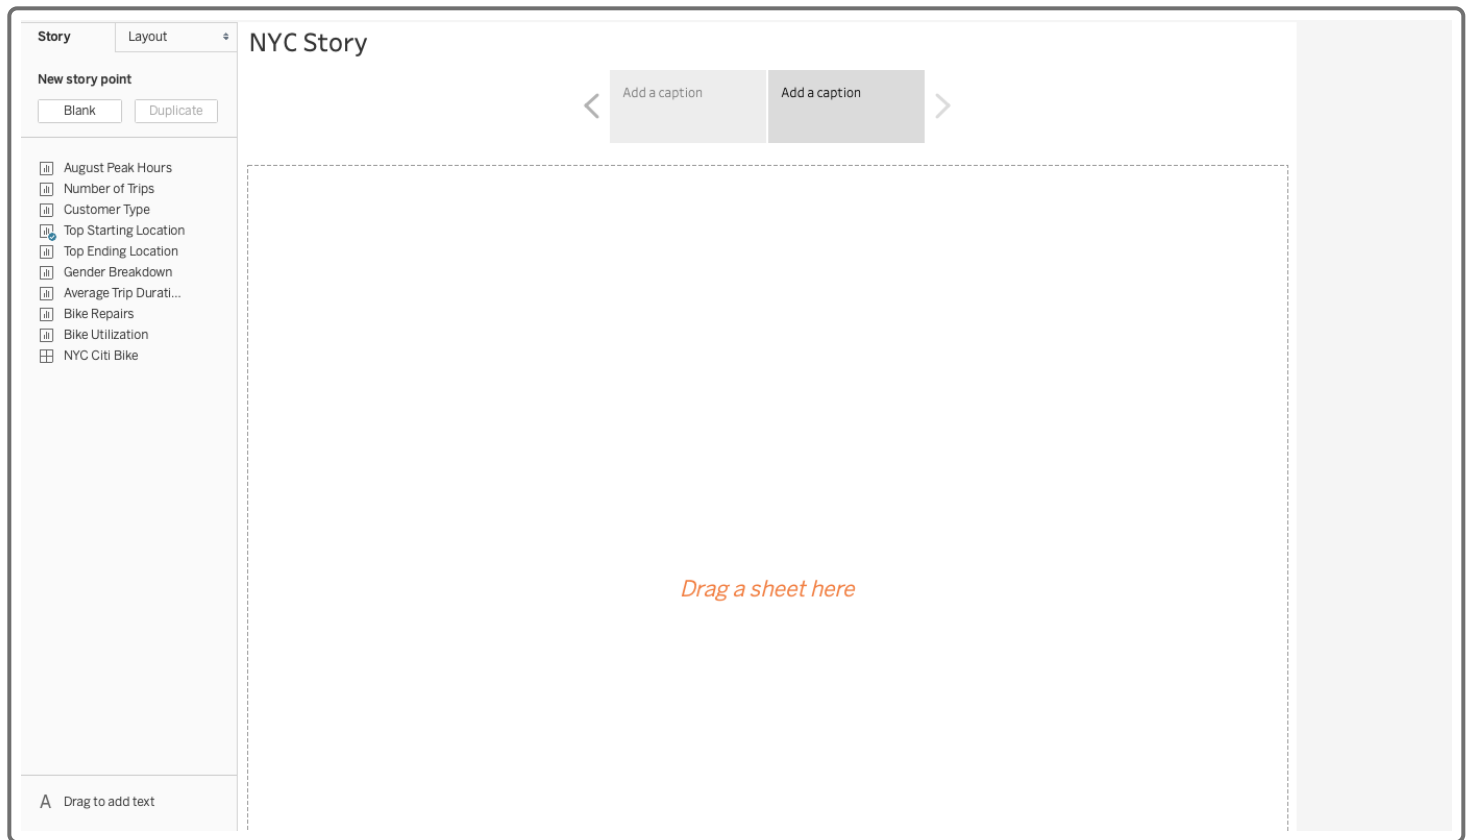 Story
Layout
New story point
Blank
Duplicate
August Peak Hours
Number of Trips
Customer Type
Top Starting Location
Top Ending Location
Gender Breakdown
Average Trip Durati...
Bike Repairs
Bike Utilization
NYC Citi Bike
A Drag to add text
NYC Story
Add a caption
Add a caption
Drag a sheet here